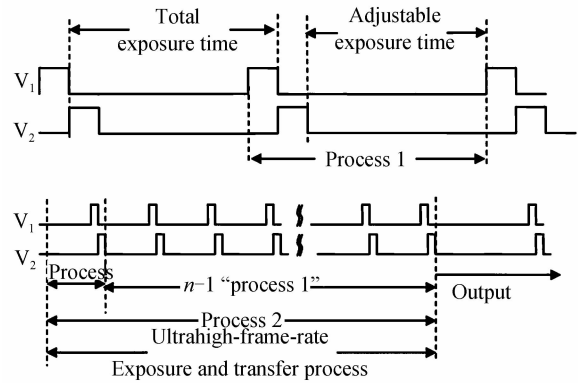 Total
exposure time
Adjustable
exposure time
V1
V2
Process 1
V1
V2
Process
n−1 “process 1”
Output
Process 2
Ultrahigh-frame-rate
Exposure and transfer process